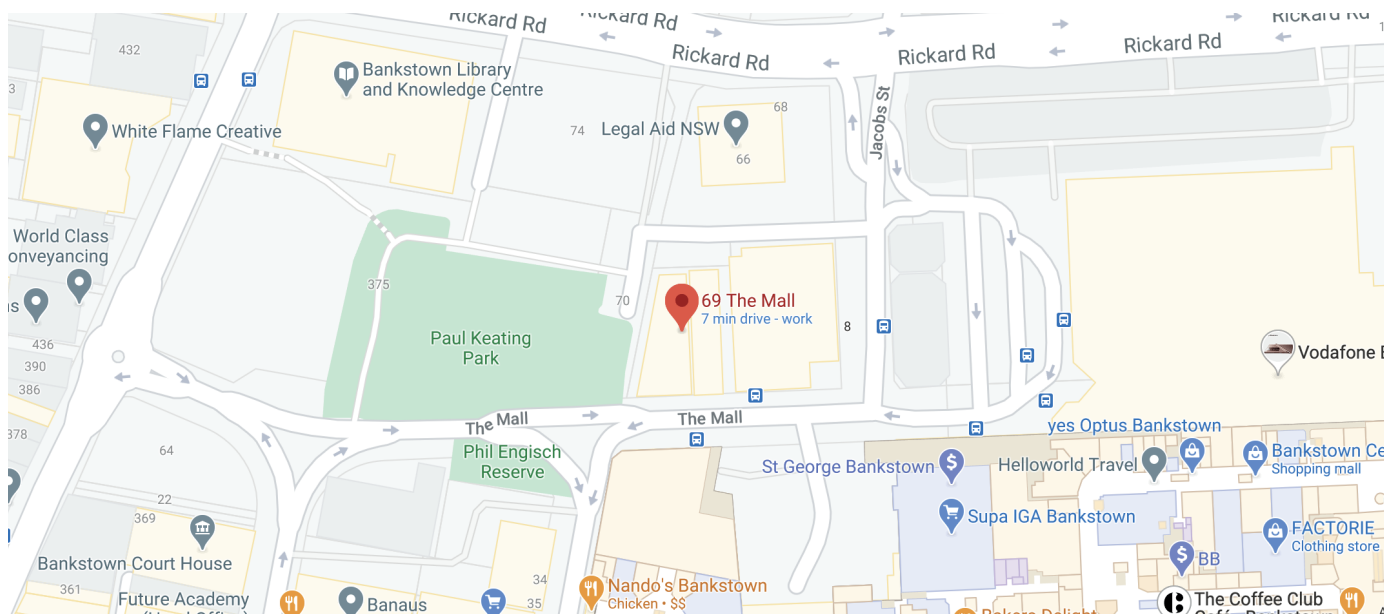 Rickard Rd
Rickard Rd
Rickard Rd
Rickard Rd
Rickard Rd
Rickard Rd
432
Bankstown Library
and Knowledge Centre
White Flame Creative
74
Legal Aid NSW
68
66
Jacobs St
World Class
onveyancing
375
70
69 The Mall
7 min drive - work
8
Paul Keating
Park
436
390
386
378
Vodafone
The Mall
The Mall
Phil Engisch
Reserve
64
22
369
Bankstown Court House
361
Future Academy
Banaus
34
35
Nando's Bankstown
Chicken • $$
St George Bankstown
Supa IGA Bankstown
yes Optus Bankstown
Helloworld Travel
Bankstown Ce
Shopping mall
FACTORIE
Clothing store
BB
The Coffee Club